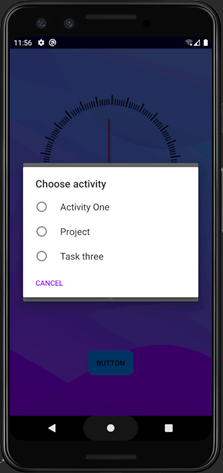 11:56
Choose activity
Activity One
Project
Task three
CANCEL
BUTTON